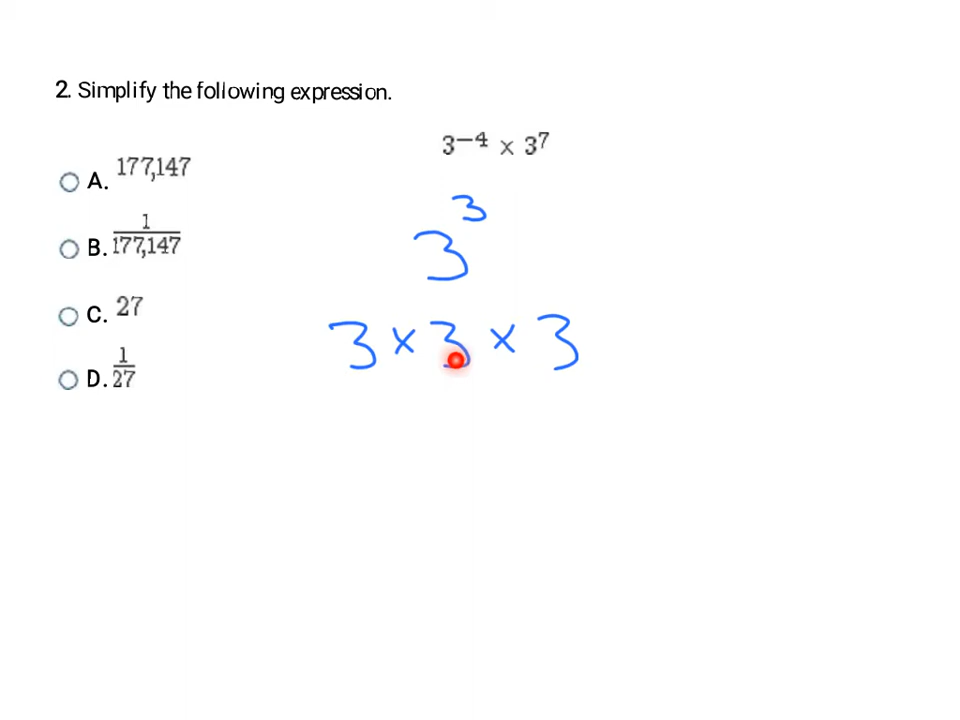 2. Simplify the following expression.
3⁻⁴ × 3⁷
A. 177,147
B. 1/177,147
C. 27
D. 1/27
3³
3 × 3 × 3